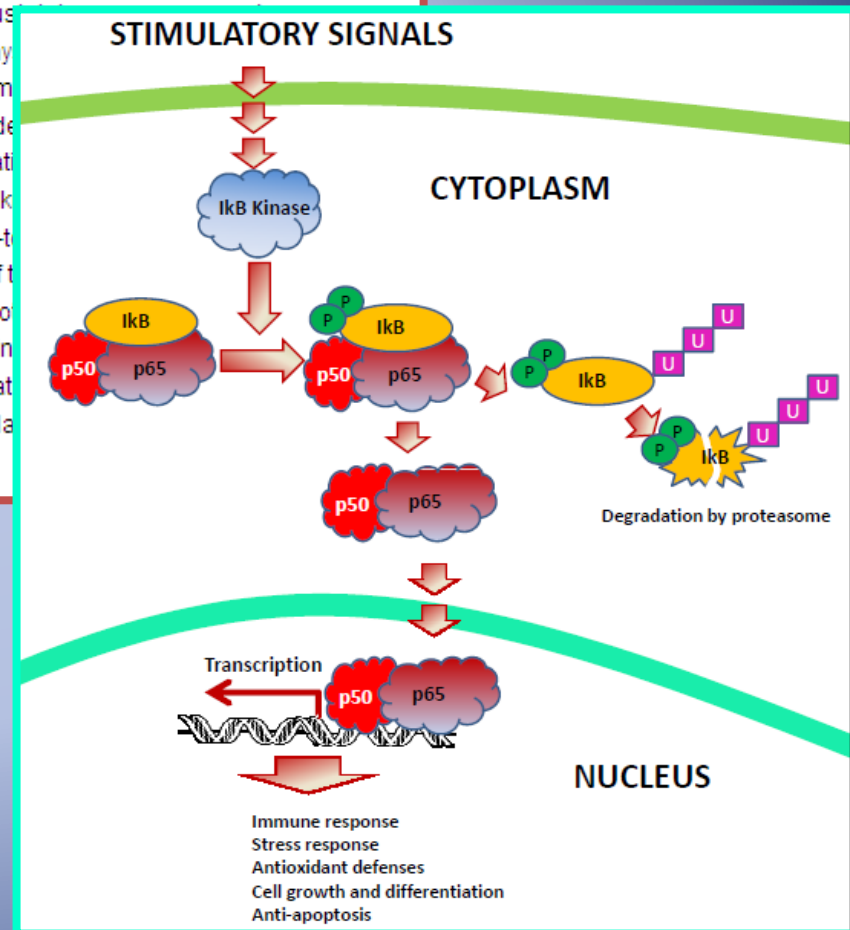 STIMULATORY SIGNALS
CYTOPLASM
IkB Kinase
P
P
IkB
p50
p65
IkB
p50
p65
P
P
IkB
U
U
U
P
P
IkB
U
U
U
Degradation by proteasome
p50
p65
Transcription
p50
p65
NUCLEUS
Immune response
Stress response
Antioxidant defenses
Cell growth and differentiation
Anti-apoptosis